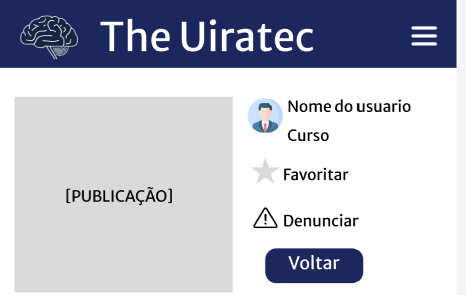 The Uiratec
[PUBLICAÇÃO]
Nome do usuario
Curso
Favoritar
Denunciar
Voltar